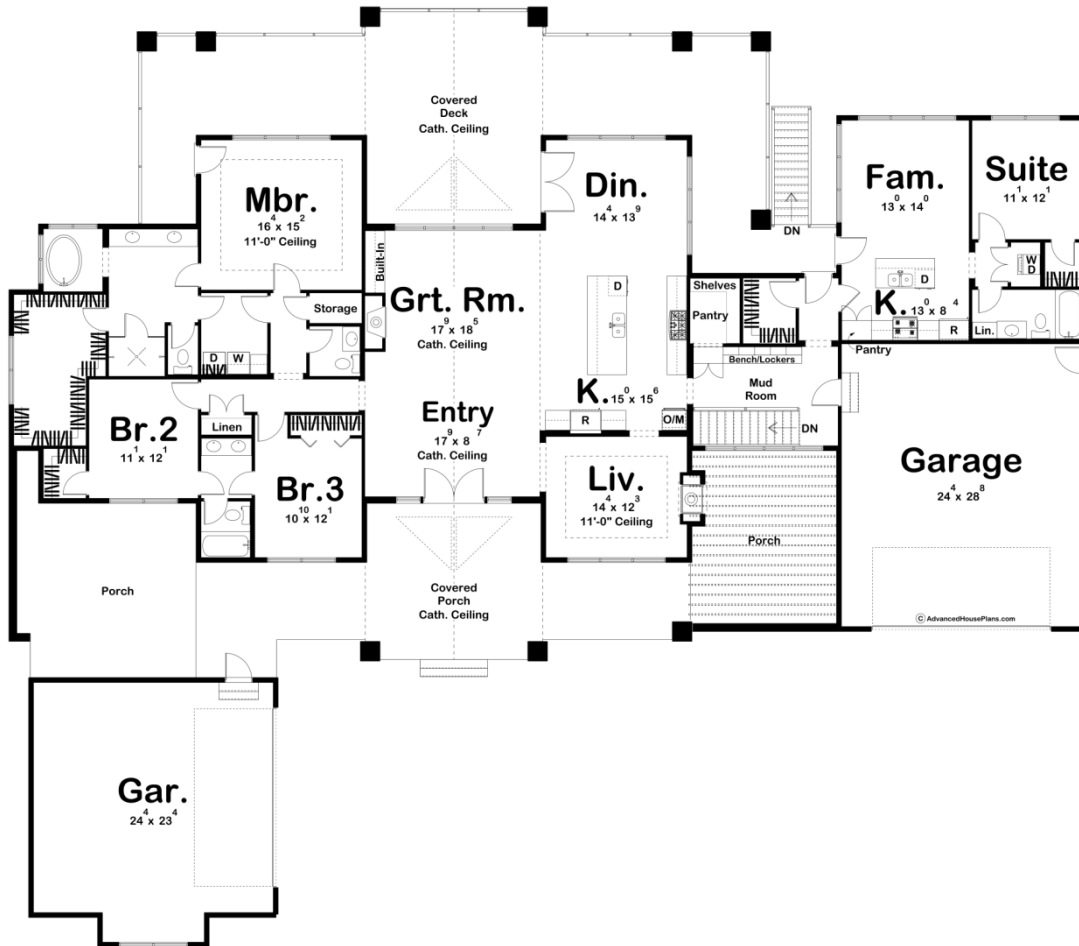 Covered
Deck
Cath. Ceiling
Mbr.
16⁴ x 15²
11'-0" Ceiling
Din.
14⁴ x 13⁹
DN
Fam.
13⁰ x 14⁰
Suite
11¹ x 12¹
W
D
D
K. 13⁰ x 8⁴
R
Lin.
Pantry
Built-In
Grt. Rm.
17⁹ x 18⁵
Cath. Ceiling
Storage
D
Shelves
Pantry
D W
Bench/Lockers
Mud
Room
DN
K. 15⁰ x 15⁶
R
O/M
Entry
17⁹ x 8⁷
Cath. Ceiling
Br.2
11¹ x 12¹
Linen
Br.3
10¹⁰ x 12¹
Liv.
14⁴ x 12³
11'-0" Ceiling
Garage
24⁴ x 28⁸
Porch
Porch
Covered
Porch
Cath. Ceiling
© AdvancedHousePlans.com
Gar.
24⁴ x 23⁴